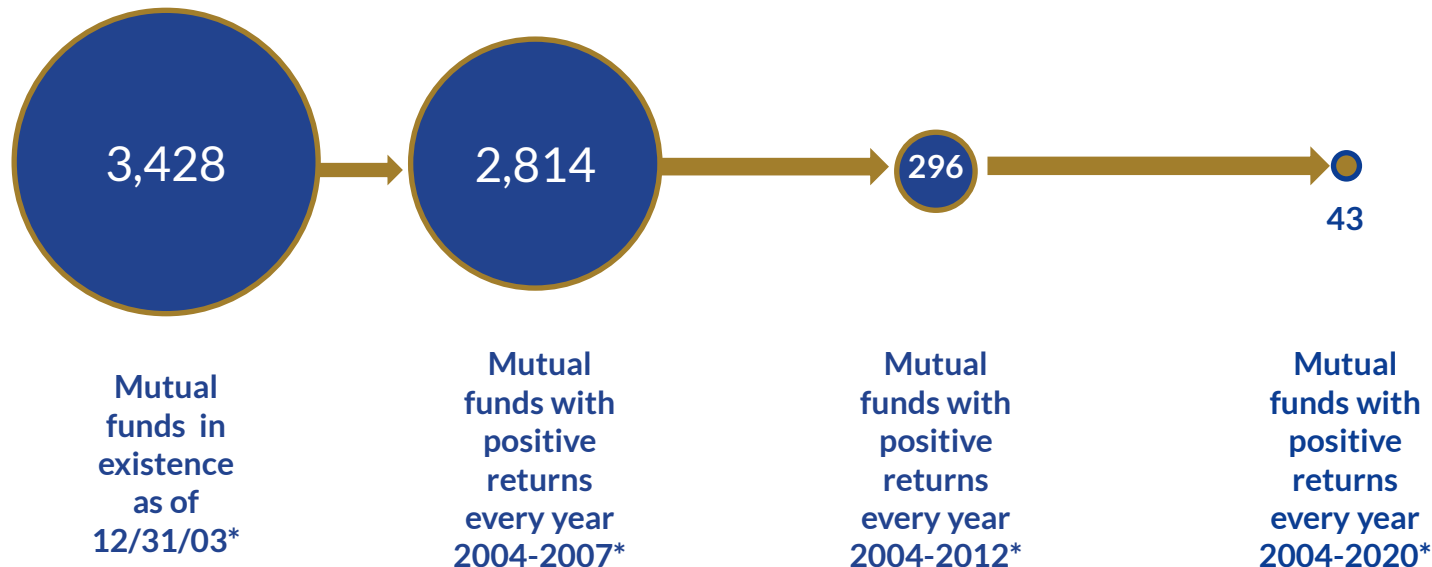 3,428
2,814
296
43
Mutual
funds in
existence
as of
12/31/03*
Mutual
funds with
positive
returns
every year
2004-2007*
Mutual
funds with
positive
returns
every year
2004-2012*
Mutual
funds with
positive
returns
every year
2004-2020*